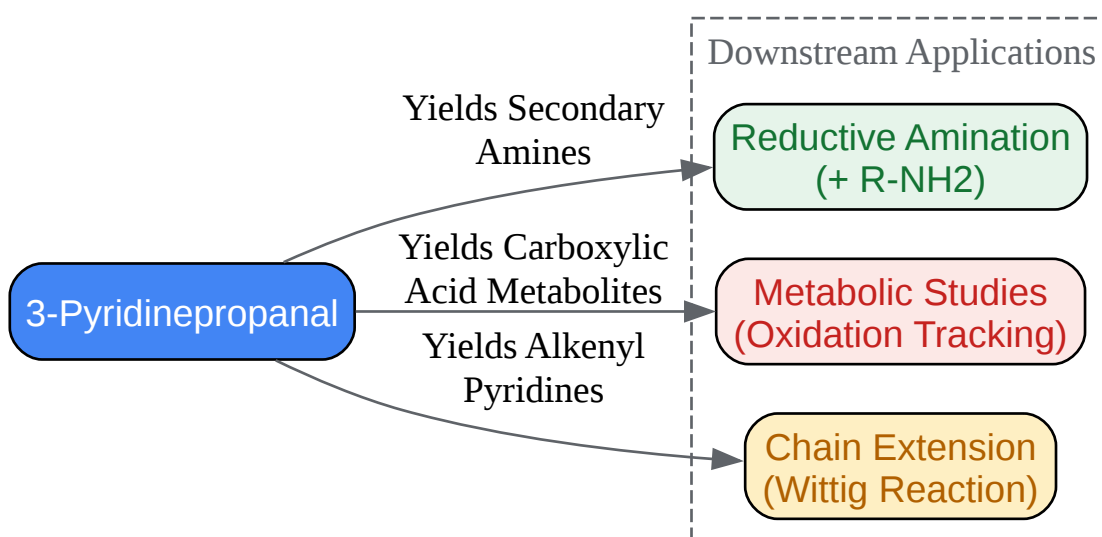 Downstream Applications
Yields Secondary
Amines
Reductive Amination
(+ R-NH2)
Yields Carboxylic
Acid Metabolites
3-Pyridinepropanal
Metabolic Studies
(Oxidation Tracking)
Yields Alkenyl
Pyridines
Chain Extension
(Wittig Reaction)